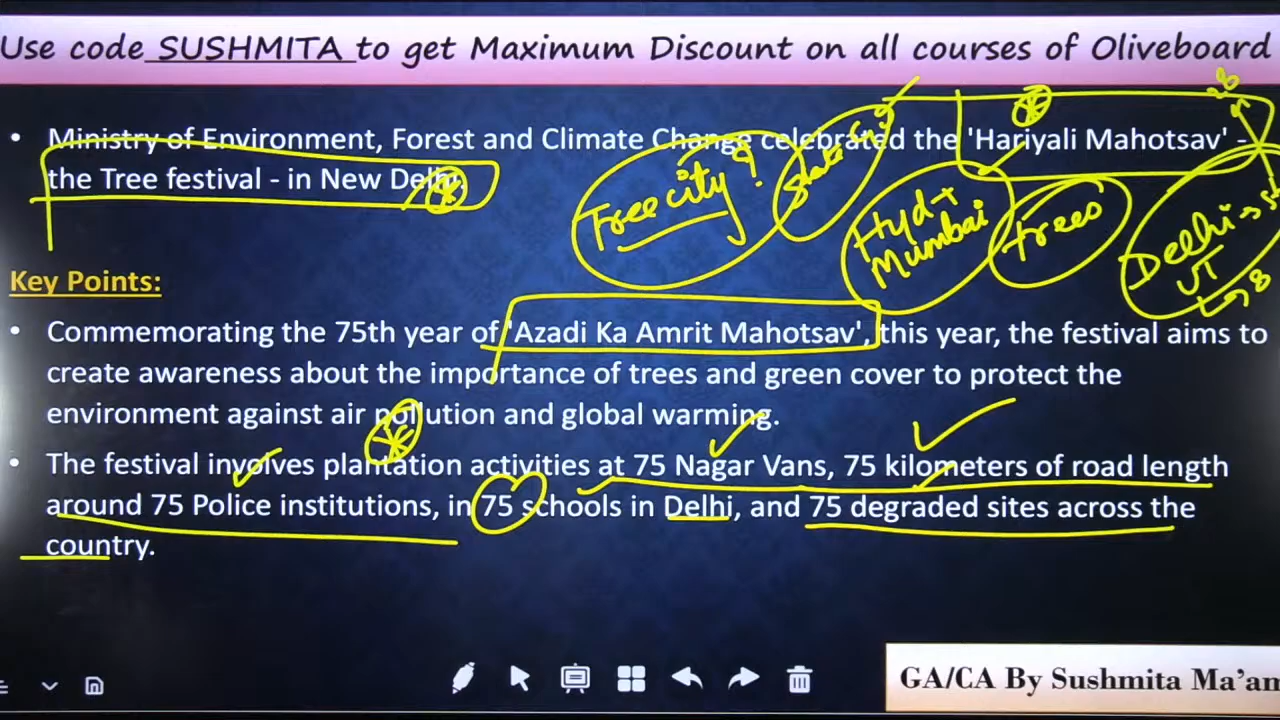 Use code SUSHMITA to get Maximum Discount on all courses of Oliveboard
• Ministry of Environment, Forest and Climate Change celebrated the 'Hariyali Mahotsav' -
the Tree festival - in New Delhi.
Tree city?
Hyd +
Mumbai
Trees
Delhi
Key Points:
• Commemorating the 75th year of 'Azadi Ka Amrit Mahotsav', this year, the festival aims to
create awareness about the importance of trees and green cover to protect the
environment against air pollution and global warming.
• The festival involves plantation activities at 75 Nagar Vans, 75 kilometers of road length
around 75 Police institutions, in 75 schools in Delhi, and 75 degraded sites across the
country.
GA/CA By Sushmita Ma'am